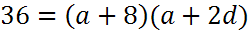 36 = (a + 8)(a + 2d)